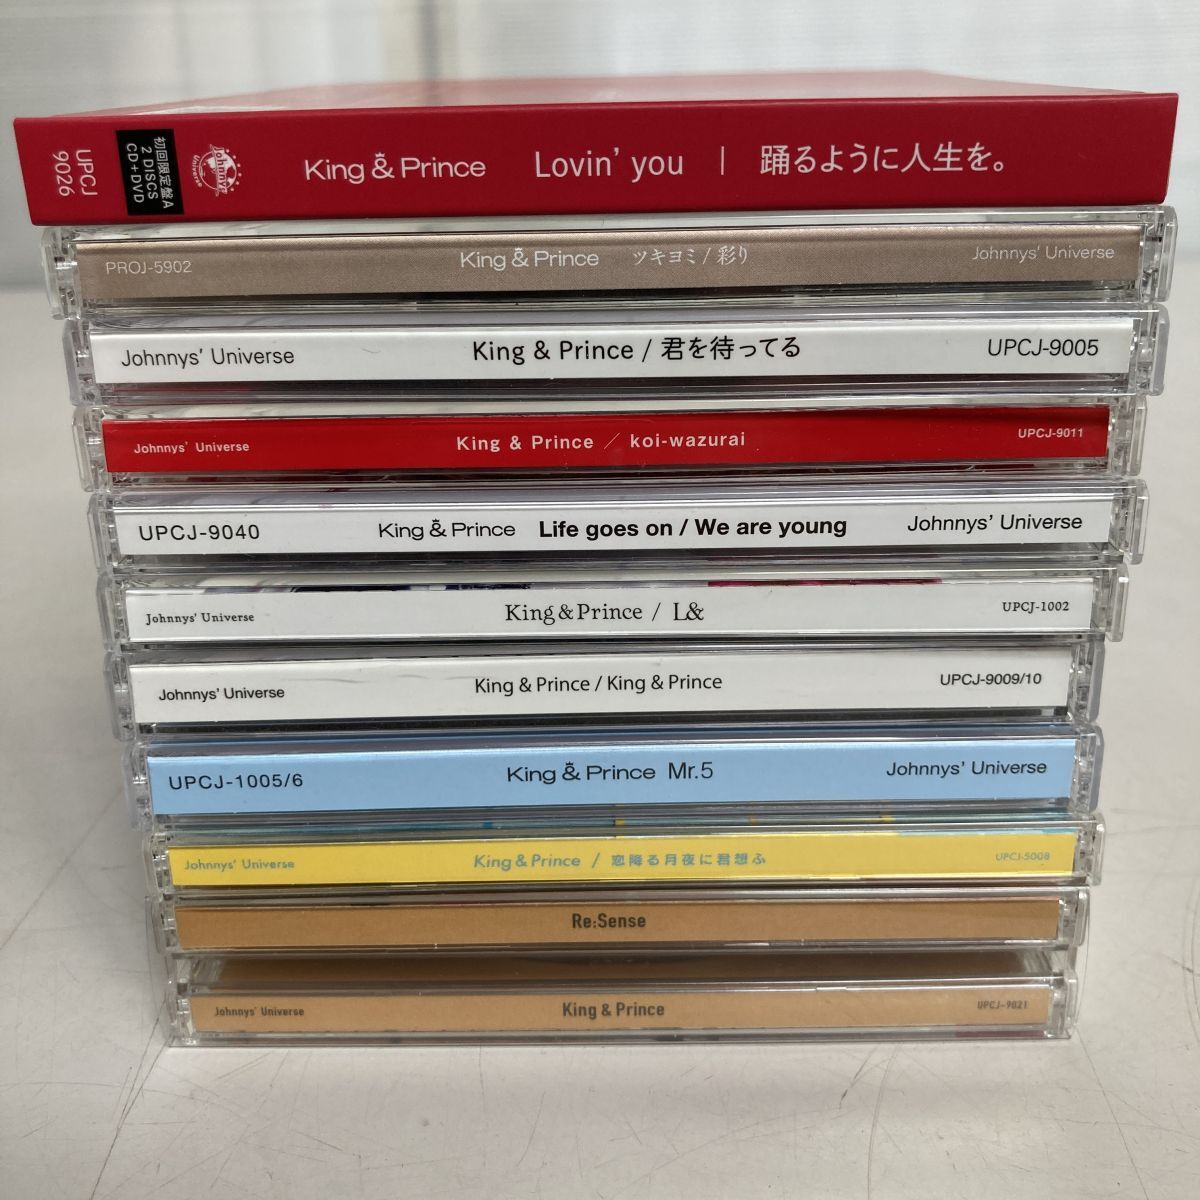 UPCJ
9026
初回限定盤A
2 DISCS
CD+DVD
Johnnys' Universe
King & Prince Lovin' you | 踊るように人生を。
PROJ-5902 King & Prince ツキヨミ / 彩り Johnnys' Universe
Johnnys' Universe King & Prince / 君を待ってる UPCJ-9005
Johnnys' Universe King & Prince / koi-wazurai UPCJ-9011
UPCJ-9040 King & Prince Life goes on / We are young Johnnys' Universe
Johnnys' Universe King & Prince / L& UPCJ-1002
Johnnys' Universe King & Prince / King & Prince UPCJ-9009/10
UPCJ-1005/6 King & Prince Mr.5 Johnnys' Universe
Johnnys' Universe King & Prince / 恋降る月夜に君想ふ UPCJ-5008
Re:Sense
Johnnys' Universe King & Prince UPCJ-9021